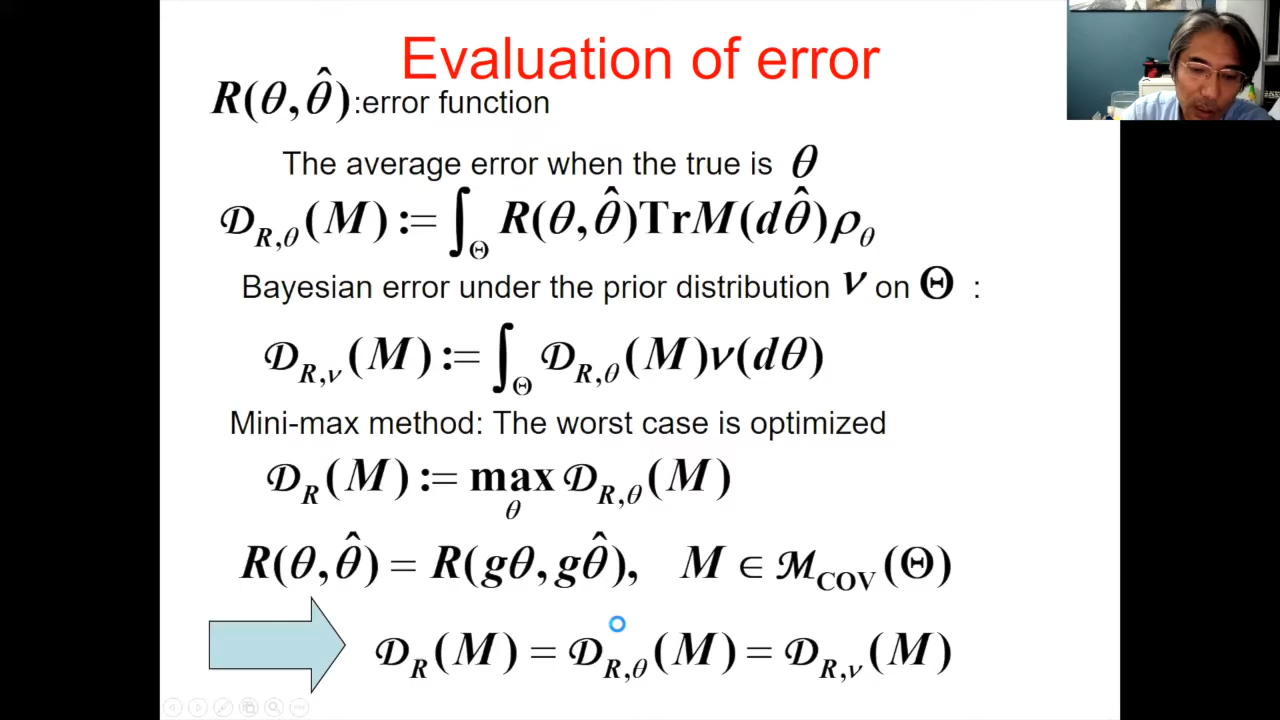 Evaluation of error
R(θ, θ̂) :error function
The average error when the true is θ
𝒟_{R,θ}(M) := ∫_Θ R(θ, θ̂)TrM(dθ̂)ρ_θ
Bayesian error under the prior distribution ν on Θ :
𝒟_{R,ν}(M) := ∫_Θ 𝒟_{R,θ}(M)ν(dθ)
Mini-max method: The worst case is optimized
𝒟_R(M) := max_θ 𝒟_{R,θ}(M)
R(θ, θ̂) = R(gθ, gθ̂), M ∈ ℳ_COV(Θ)
𝒟_R(M) = 𝒟_{R,θ}(M) = 𝒟_{R,ν}(M)